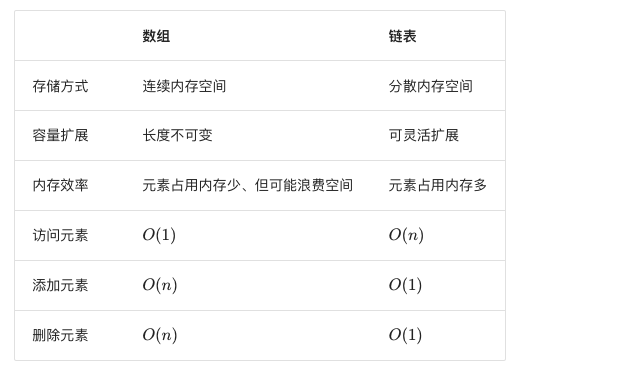 数组 链表
存储方式 连续内存空间 分散内存空间
容量扩展 长度不可变 可灵活扩展
内存效率 元素占用内存少、但可能浪费空间 元素占用内存多
访问元素 O(1) O(n)
添加元素 O(n) O(1)
删除元素 O(n) O(1)